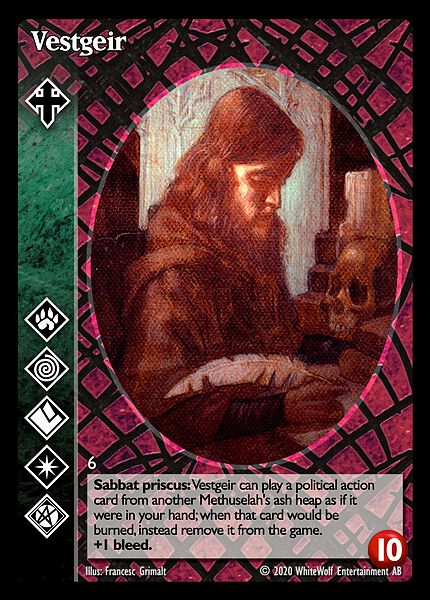 Vestgeir
6
Sabbat priscus: Vestgeir can play a political action
card from another Methuselah's ash heap as if it
were in your hand; when that card would be
burned, instead remove it from the game.
+1 bleed.
10
Illus: Francesc Grimalt © 2020 WhiteWolf Entertainment AB